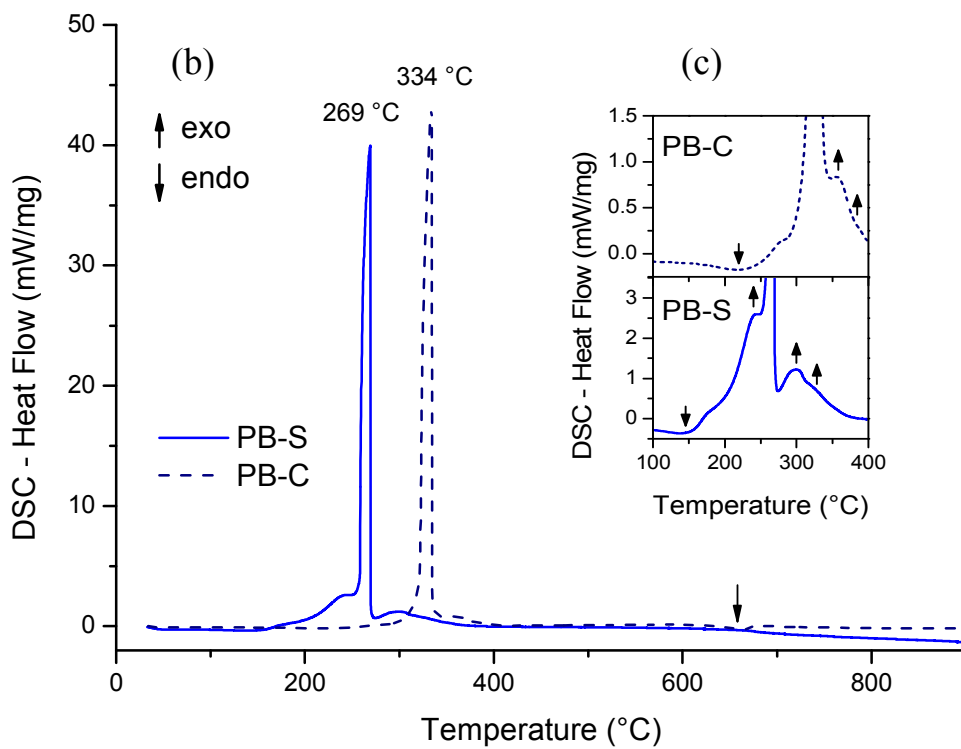 50
40
30
20
10
0
DSC - Heat Flow (mW/mg)
(b)
exo
endo
269 °C
334 °C
PB-S
PB-C
0
200
400
600
800
Temperature (°C)
(c)
1.5
1.0
0.5
0.0
PB-C
3
2
1
0
PB-S
DSC - Heat Flow (mW/mg)
100
200
250
300
400
Temperature (°C)